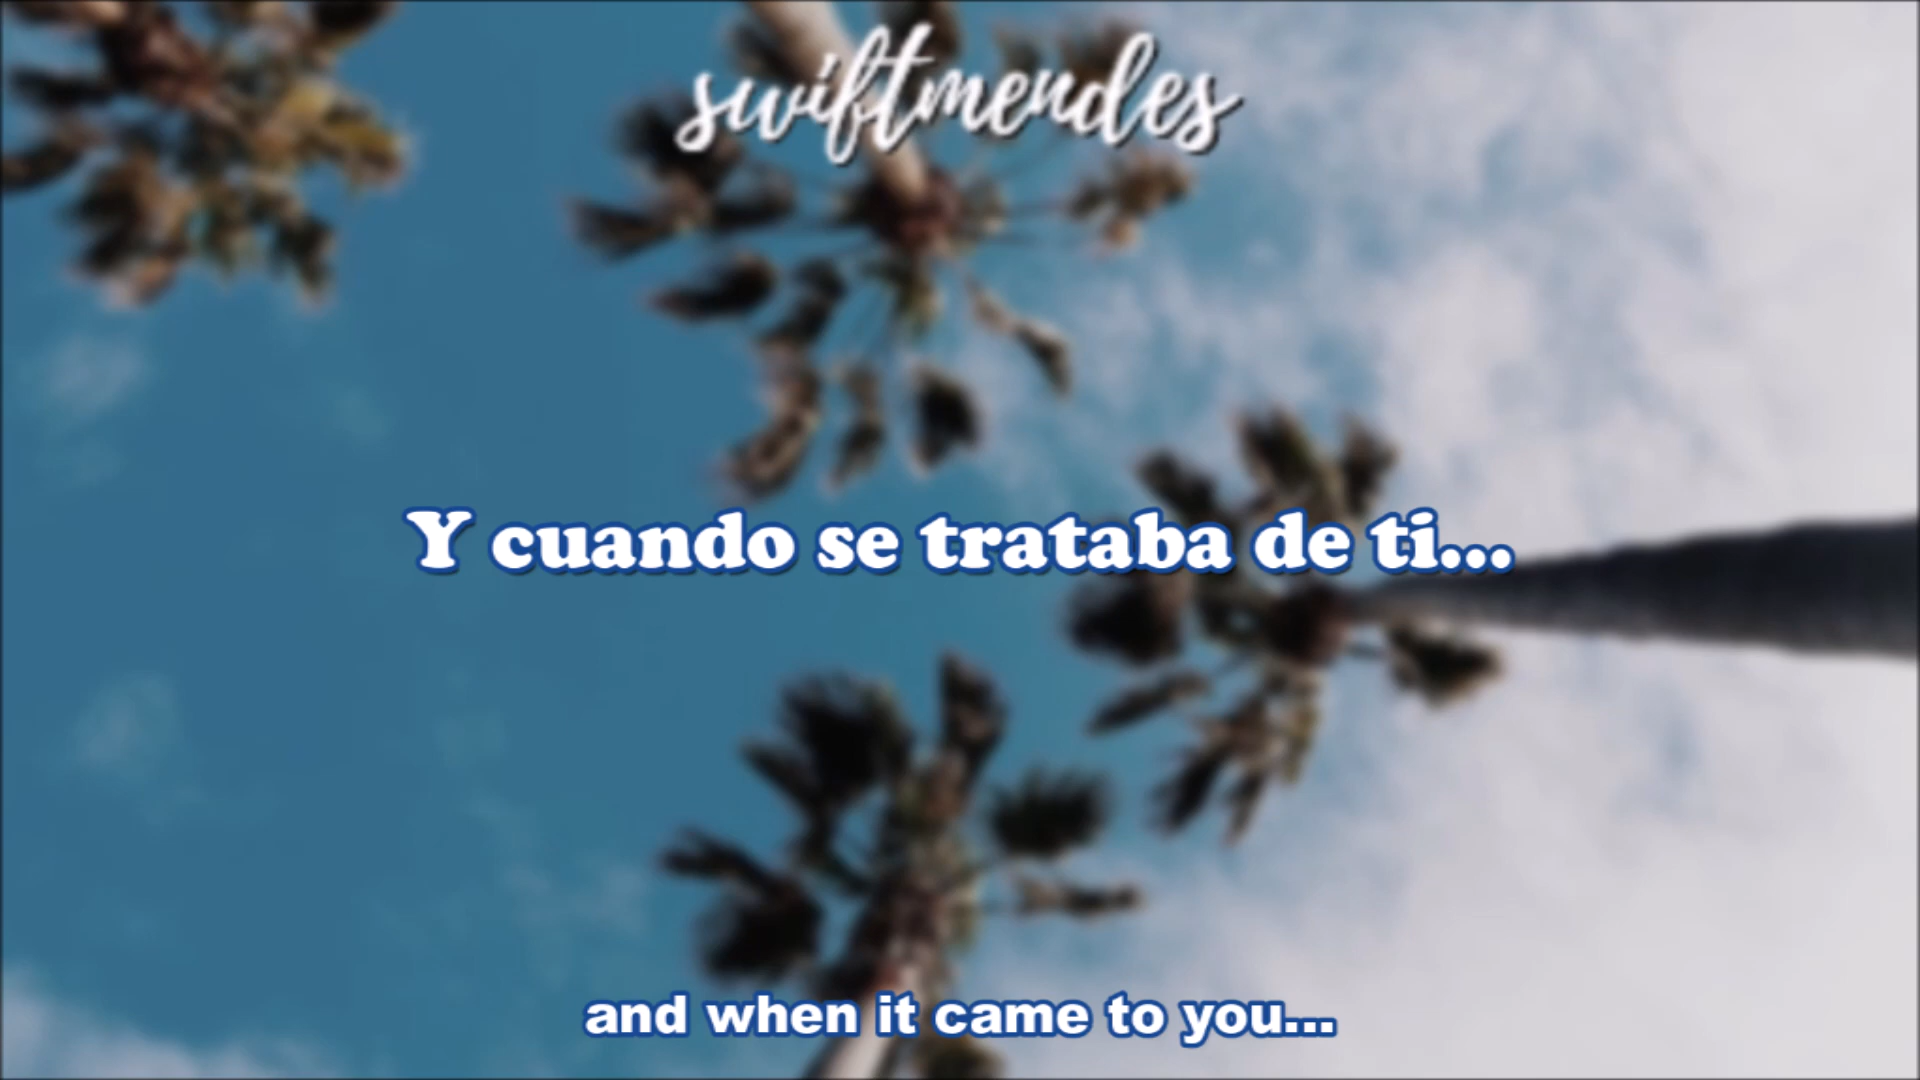 swiftmendes
Y cuando se trataba de ti...
and when it came to you...